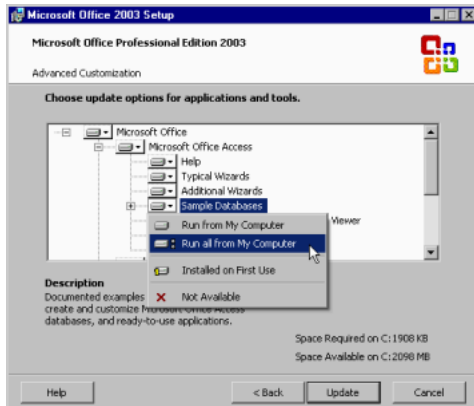 Microsoft Office 2003 Setup
Microsoft Office Professional Edition 2003
Advanced Customization
Choose update options for applications and tools.
Microsoft Office
Microsoft Office Access
Help
Typical Wizards
Additional Wizards
Sample Databases
Run from My Computer
Viewer
Run all from My Computer
Installed on First Use
Not Available
Description
Documented examples
create and customize Microsoft Office Access
databases, and ready-to-use applications.
Space Required on C:1908 KB
Space Available on C:2098 MB
Help
< Back
Update
Cancel